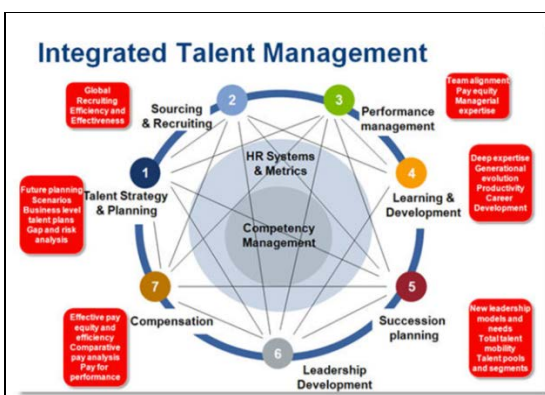 Integrated Talent Management
Global
Recruiting
Efficiency and
Effectiveness
2
Sourcing
& Recruiting
3
Performance
management
Team alignment
Pay equity
Managerial
expertise
HR Systems
& Metrics
1
Talent Strategy
& Planning
Future planning
Scenarios
Business level
talent plans
Gap and risk
analysis
4
Learning &
Development
Deep expertise
Generational
evolution
Productivity
Career
Development
Competency
Management
7
Compensation
Effective pay
equity and
efficiency
Comparative
pay analysis
Pay for
performance
5
Succession
planning
New leadership
models and
needs
Total talent
mobility
Talent pools
and segments
6
Leadership
Development